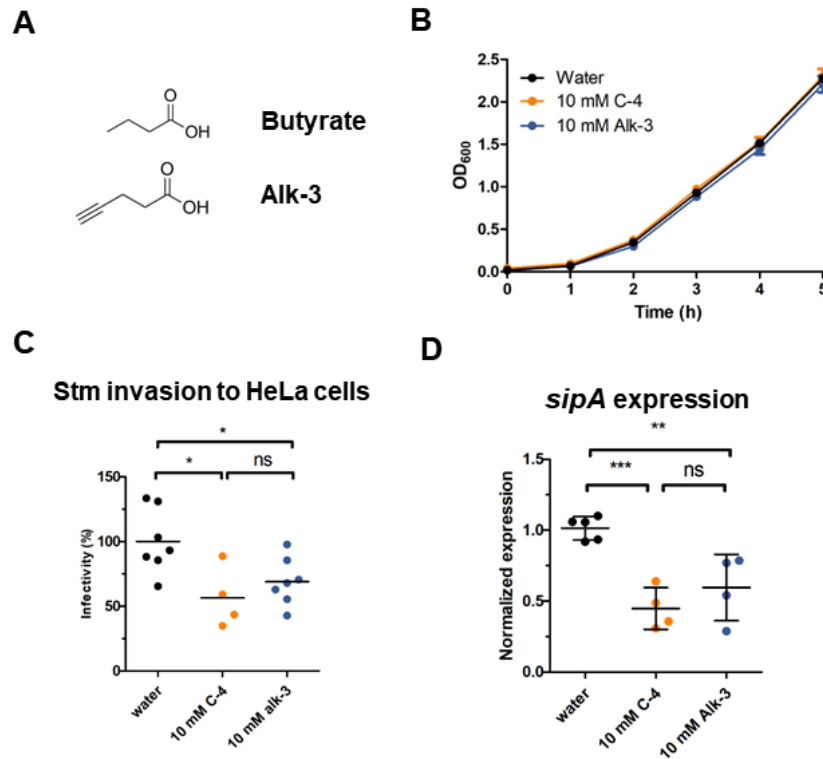 A
O
OH
Butyrate
O
OH
Alk-3
B
2.5
2.0
1.5
1.0
0.5
0.0
OD600
Water
10 mM C-4
10 mM Alk-3
0 1 2 3 4 5
Time (h)
C
Stm invasion to HeLa cells
*
* ns
150
100
50
0
Infectivity (%)
water
10 mM C-4
10 mM alk-3
D
sipA expression
**
*** ns
1.5
1.0
0.5
0.0
Normalized expression
water
10 mM C-4
10 mM Alk-3